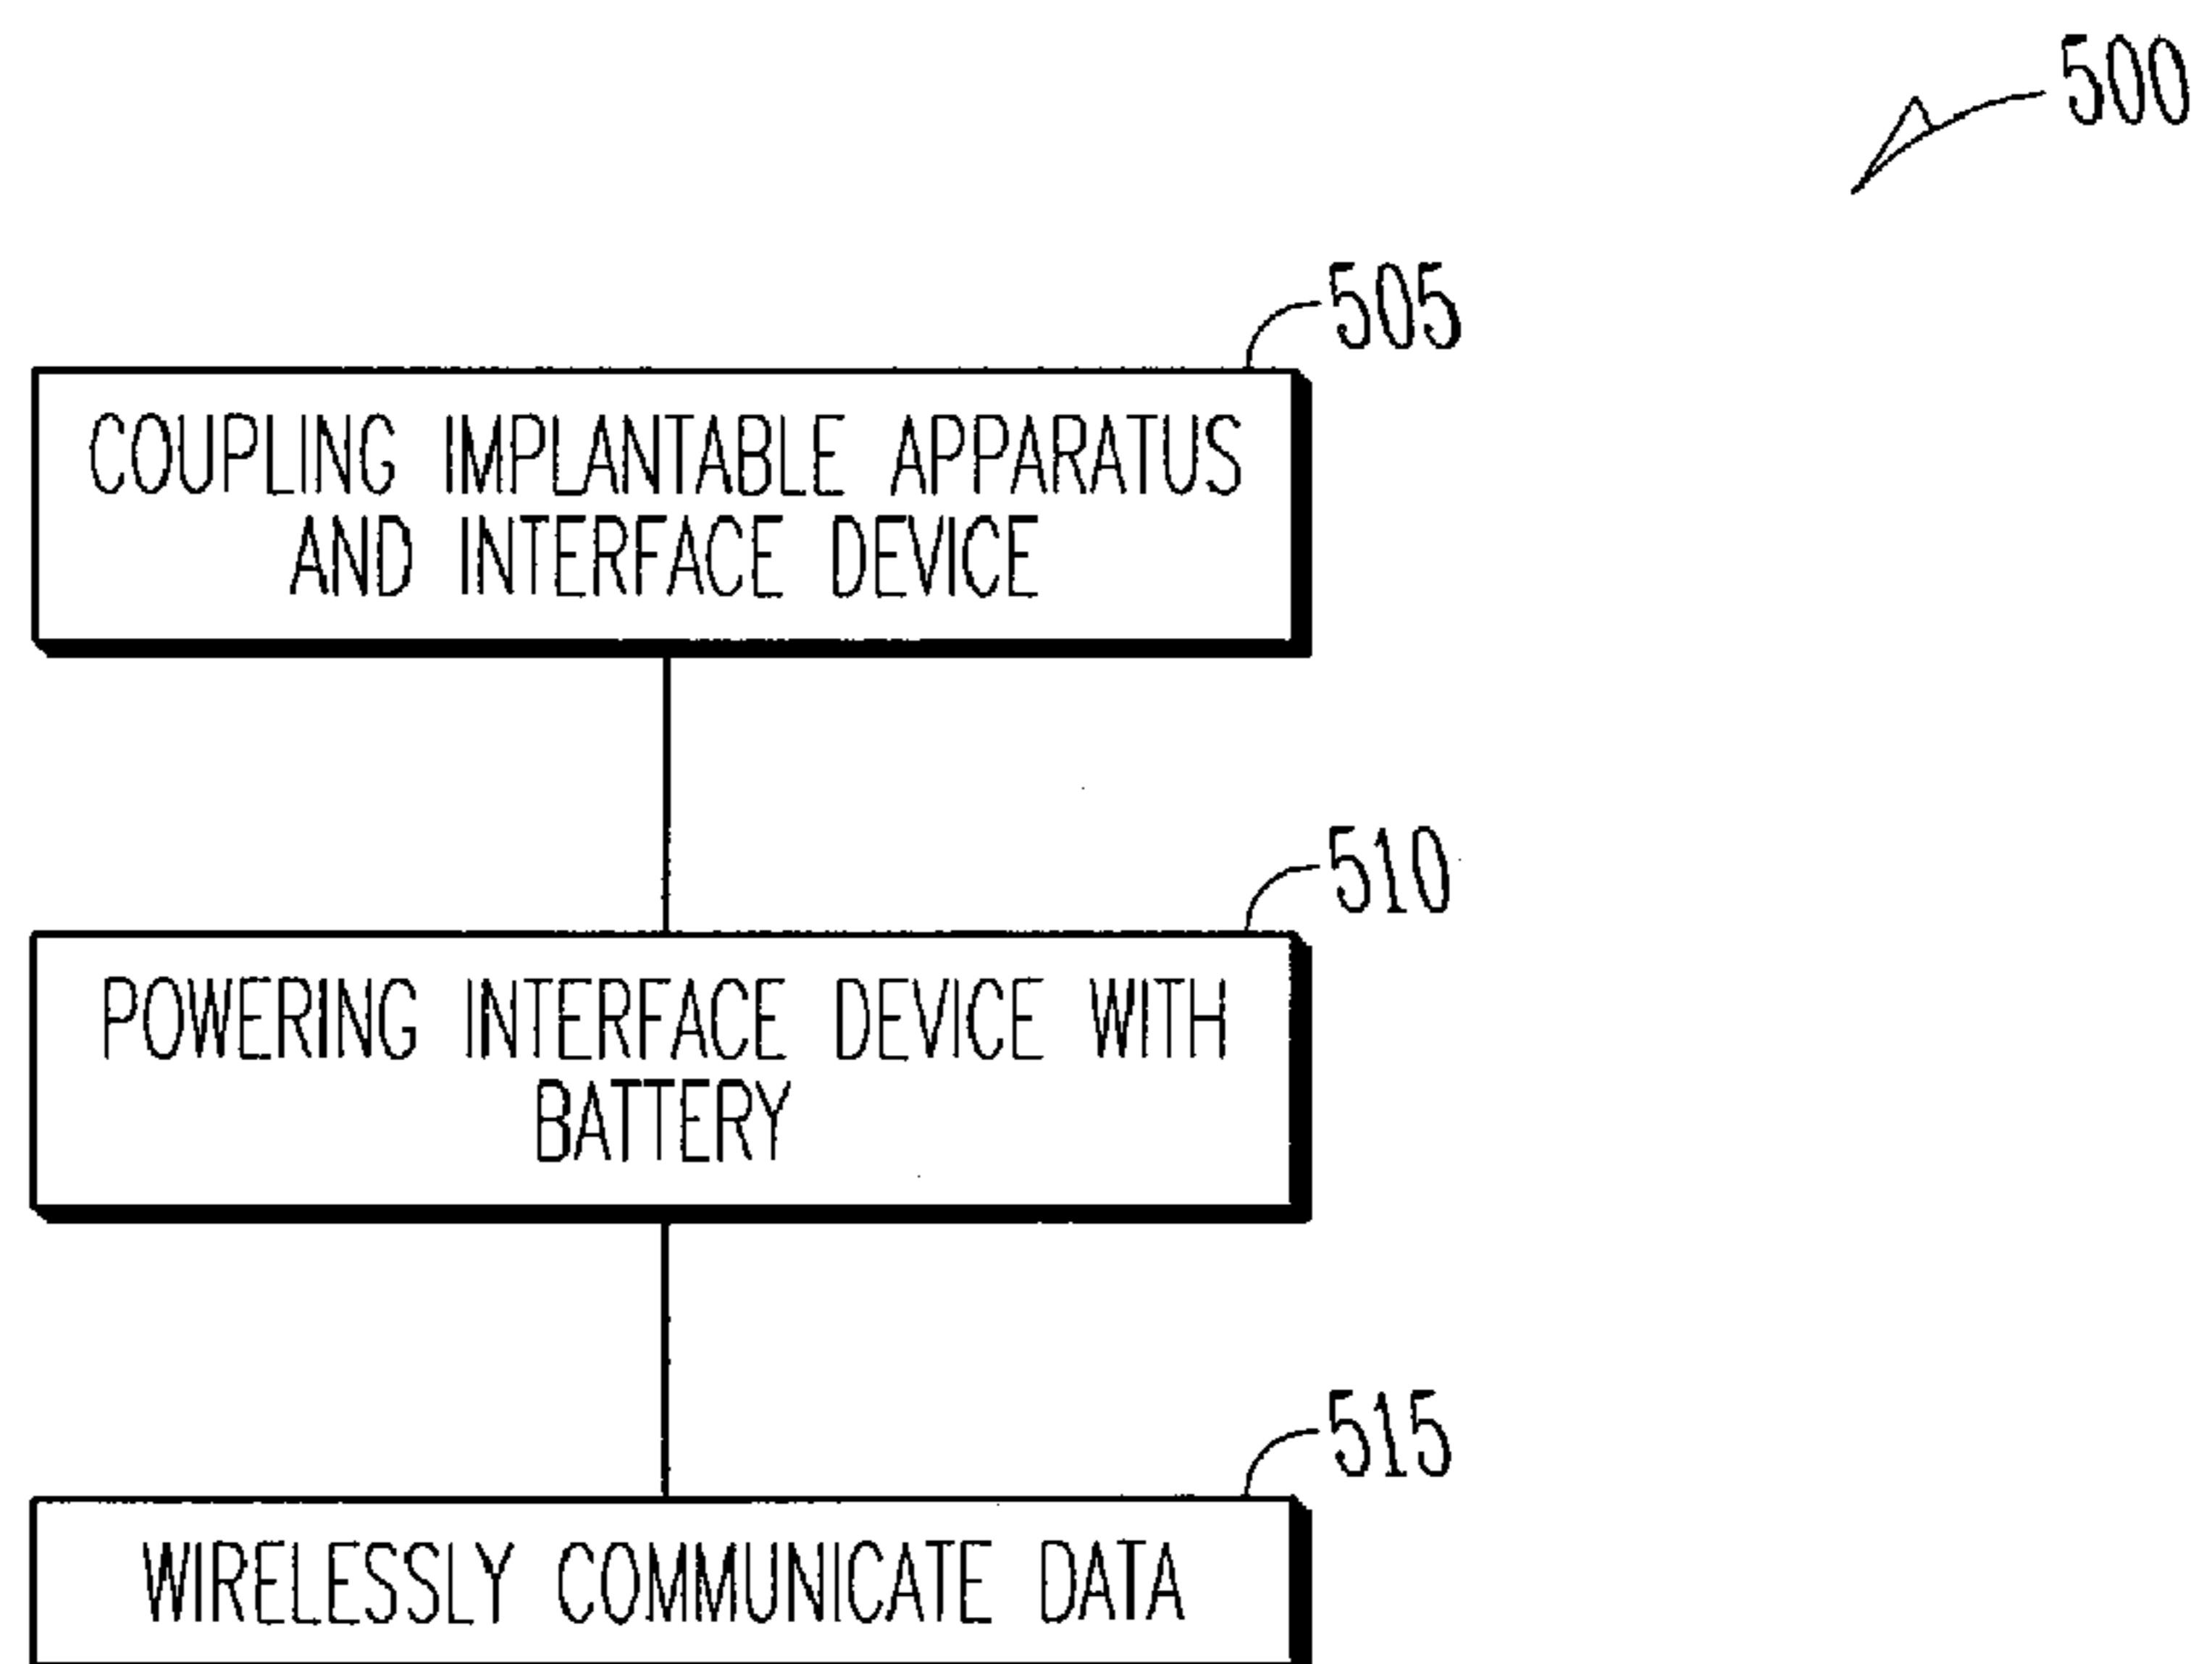 500
505
COUPLING IMPLANTABLE APPARATUS
AND INTERFACE DEVICE
510
POWERING INTERFACE DEVICE WITH
BATTERY
515
WIRELESSLY COMMUNICATE DATA